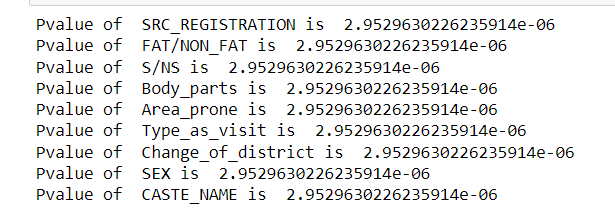 Pvalue of  SRC_REGISTRATION is  2.9529630226235914e-06
Pvalue of  FAT/NON_FAT is  2.9529630226235914e-06
Pvalue of  S/NS is  2.9529630226235914e-06
Pvalue of  Body_parts is  2.9529630226235914e-06
Pvalue of  Area_prone is  2.9529630226235914e-06
Pvalue of  Type_as_visit is  2.9529630226235914e-06
Pvalue of  Change_of_district is  2.9529630226235914e-06
Pvalue of  SEX is  2.9529630226235914e-06
Pvalue of  CASTE_NAME is  2.9529630226235914e-06